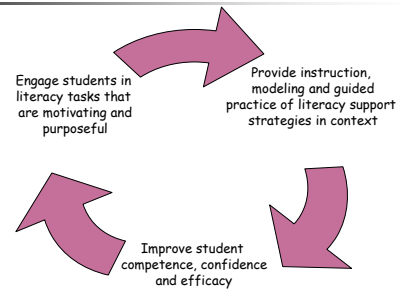 Engage students in
literacy tasks that
are motivating and
purposeful
Provide instruction,
modeling and guided
practice of literacy support
strategies in context
Improve student
competence, confidence
and efficacy